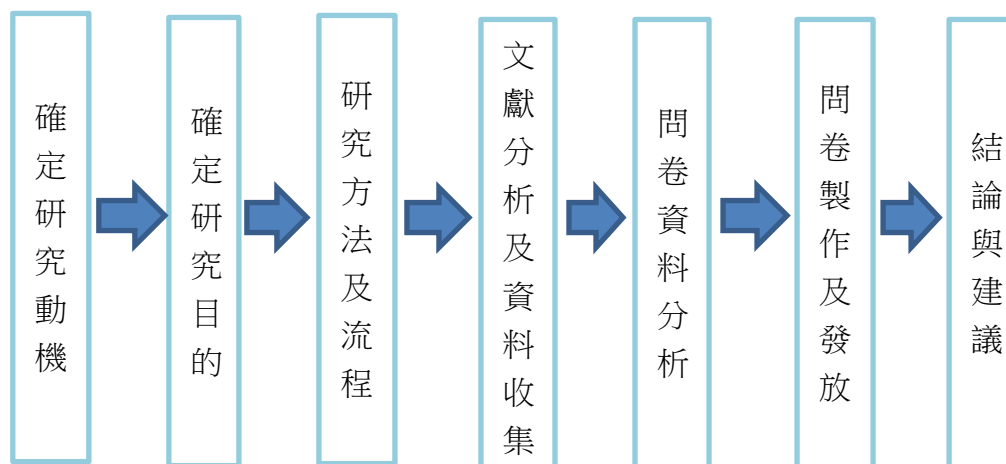 確定研究動機
確定研究目的
研究方法及流程
文獻分析及資料收集
問卷資料分析
問卷製作及發放
結論與建議